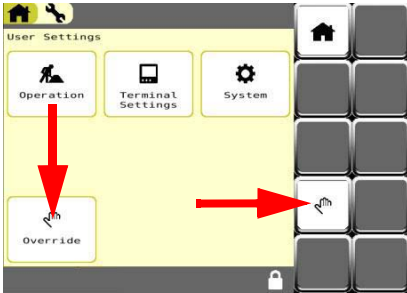 User Settings
Operation
Terminal
Settings
System
Override